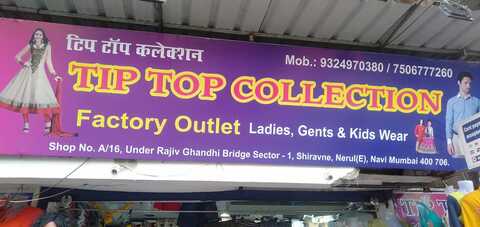 टिप टॉप कलेक्शन
Mob.: 9324970380 / 7506777260
TIP TOP COLLECTION
Factory Outlet Ladies, Gents & Kids Wear
Shop No. A/16, Under Rajiv Ghandhi Bridge Sector - 1, Shiravne, Nerul(E), Navi Mumbai 400 706.
TIP T